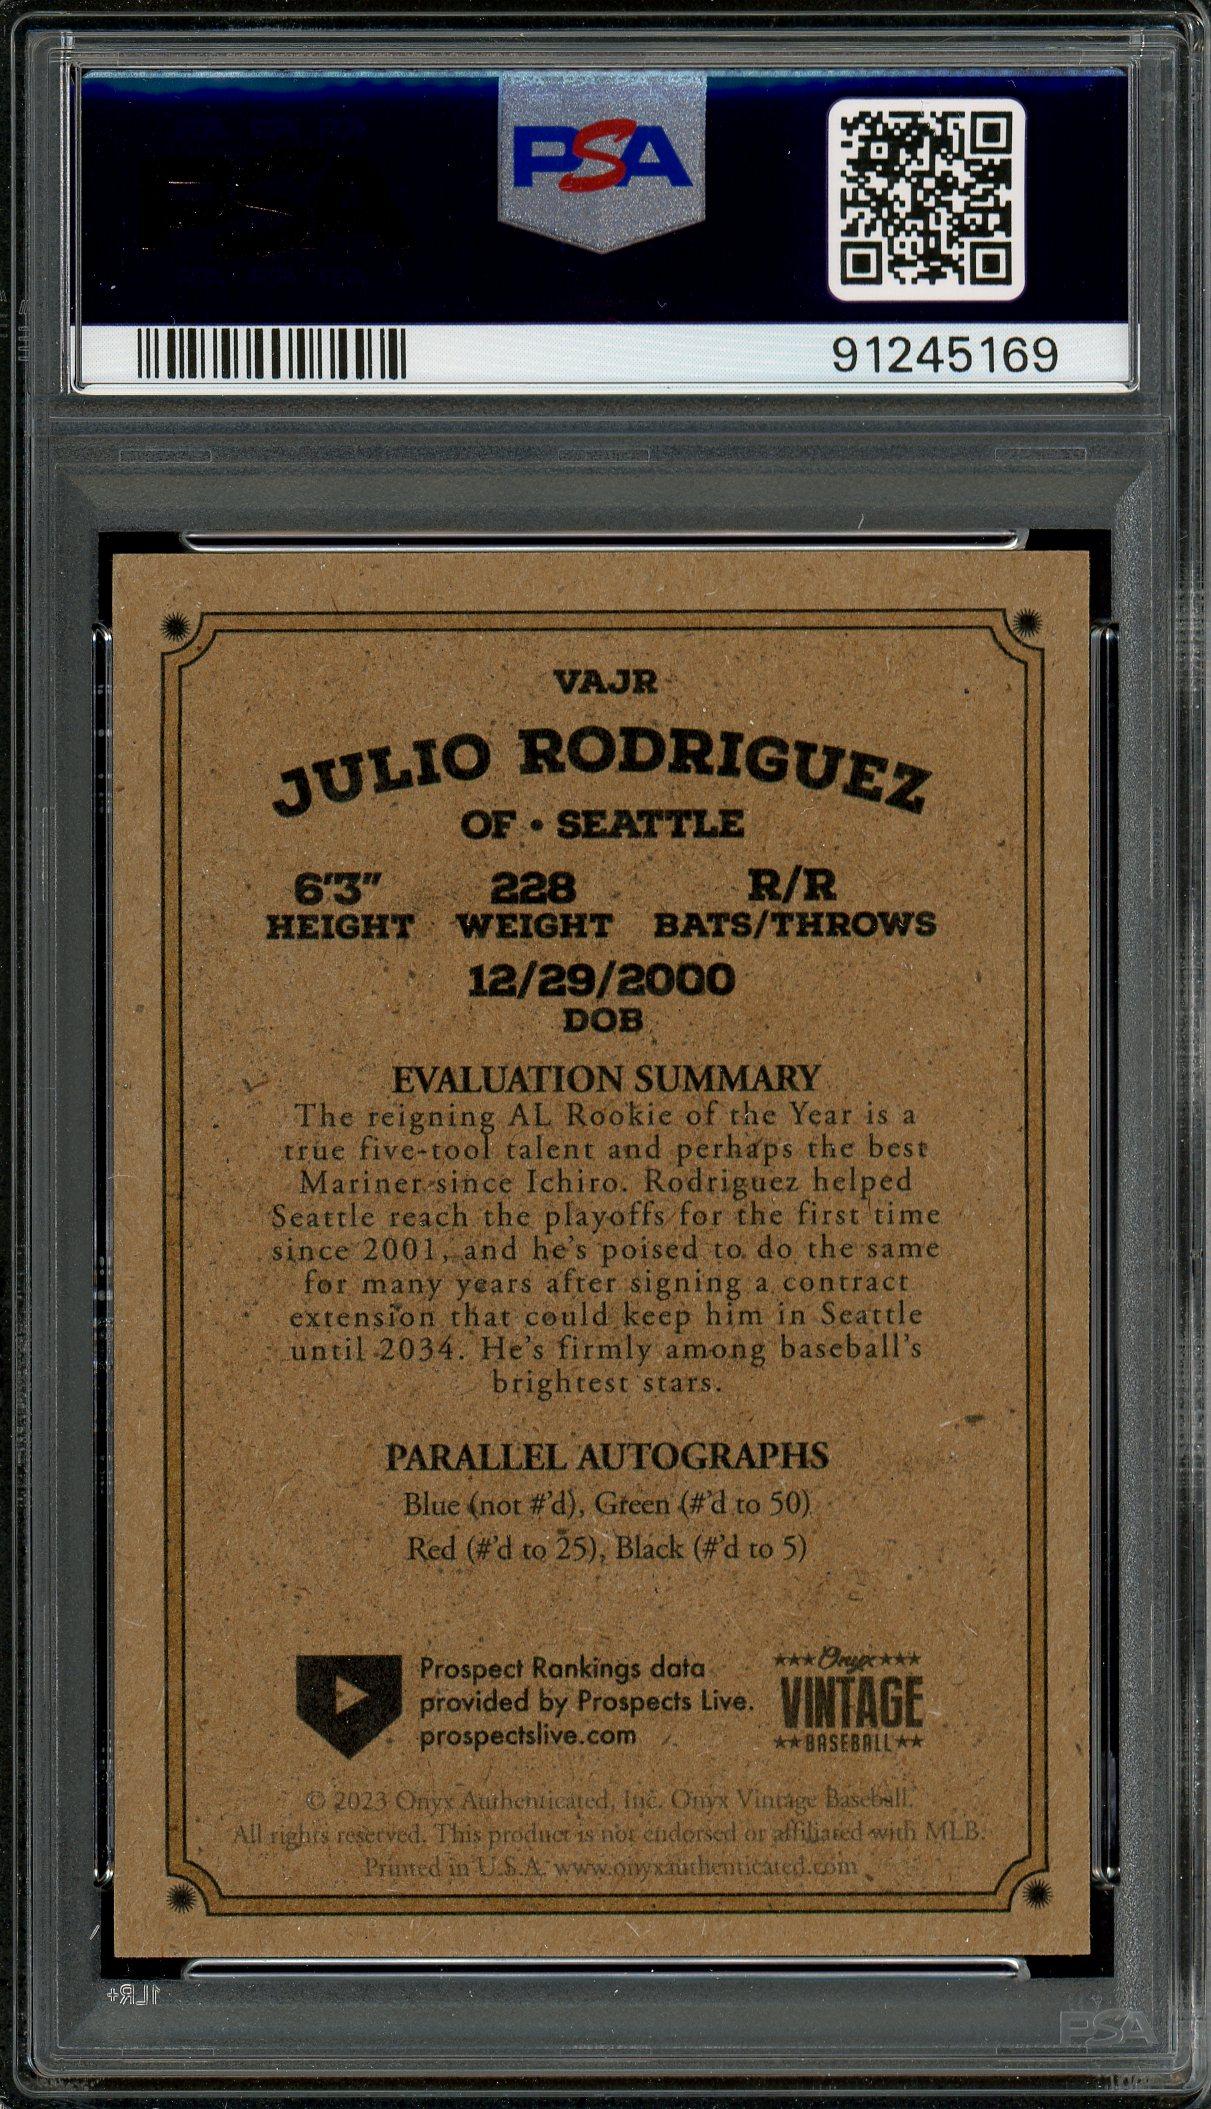 PSA
91245169
VAJR
JULIO RODRIGUEZ
OF • SEATTLE
6'3" 228 R/R
HEIGHT WEIGHT BATS/THROWS
12/29/2000
DOB
EVALUATION SUMMARY
The reigning AL Rookie of the Year is a
true five-tool talent and perhaps the best
Mariner since Ichiro. Rodriguez helped
Seattle reach the playoffs for the first time
since 2001, and he's poised to do the same
for many years after signing a contract
extension that could keep him in Seattle
until 2034. He's firmly among baseball's
brightest stars.
PARALLEL AUTOGRAPHS
Blue (not #'d), Green (#'d to 50)
Red (#'d to 25), Black (#'d to 5)
Prospect Rankings data
provided by Prospects Live.
prospectslive.com
Onyx
VINTAGE
BASEBALL
© 2023 Onyx Authenticated, Inc. Onyx Vintage Baseball.
All rights reserved. This product is not endorsed or affiliated with MLB.
Printed in U.S.A. www.onyxauthenticated.com
1LR+
PSA